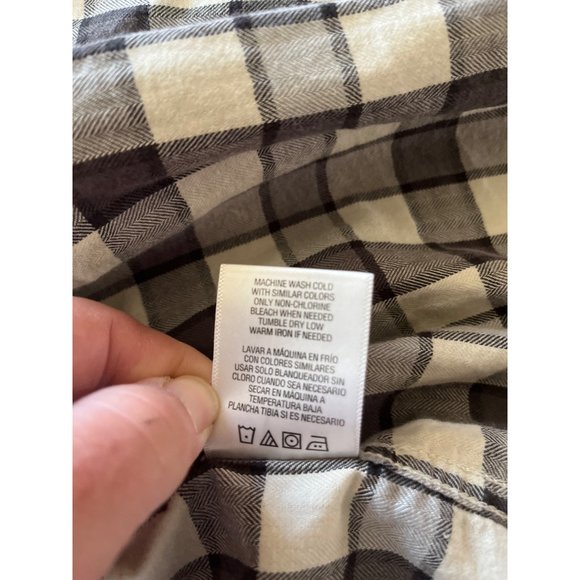 MACHINE WASH COLD
WITH SIMILAR COLORS
ONLY NON-CHLORINE
BLEACH WHEN NEEDED
TUMBLE DRY LOW
WARM IRON IF NEEDED
LAVAR A MÁQUINA EN FRÍO
CON COLORES SIMILARES
USAR SOLO BLANQUEADOR SIN
CLORO CUANDO SEA NECESARIO
SECAR EN MÁQUINA A
TEMPERATURA BAJA
PLANCHA TIBIA SI ES NECESARIO